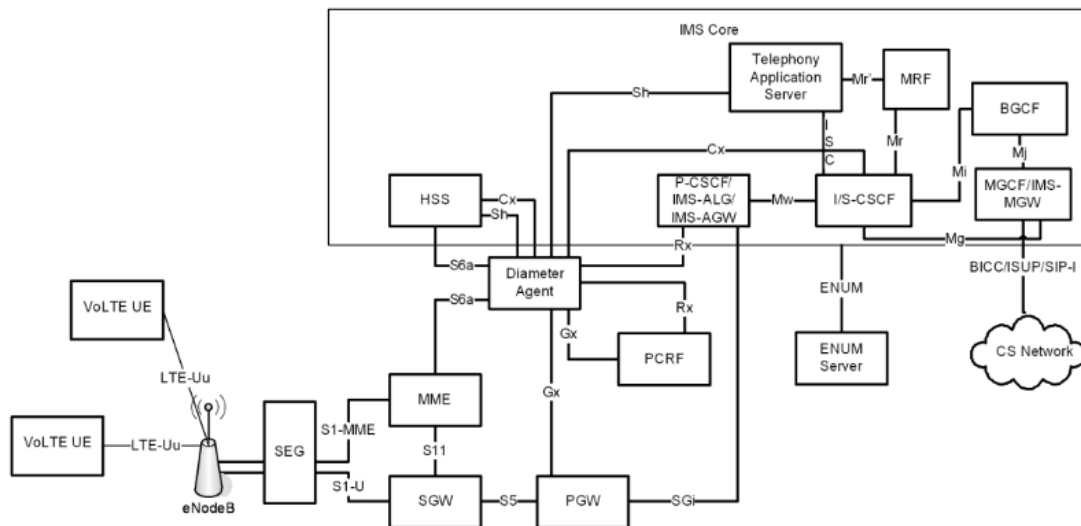 IMS Core
Telephony
Application
Server
Mr'
MRF
Sh
BGCF
I
S
C
Mr
Cx
Mi
Mj
HSS
Cx
Sh
P-CSCF/
IMS-ALG/
IMS-AGW
Mw
I/S-CSCF
MGCF/IMS-
MGW
Rx
Mg
S6a
Diameter
Agent
BICC/ISUP/SIP-I
VoLTE UE
S6a
ENUM
Rx
Gx
PCRF
ENUM
Server
CS Network
LTE-Uu
MME
Gx
VoLTE UE
LTE-Uu
SEG
S1-MME
S11
S1-U
SGW
S5
PGW
SGi
eNodeB